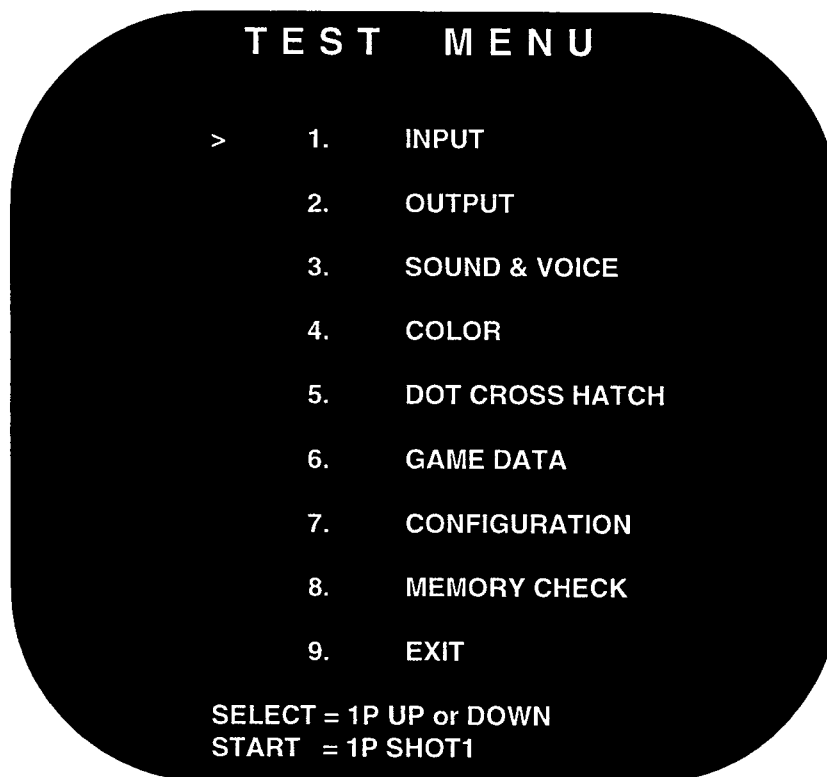 TEST MENU
> 1. INPUT
2. OUTPUT
3. SOUND & VOICE
4. COLOR
5. DOT CROSS HATCH
6. GAME DATA
7. CONFIGURATION
8. MEMORY CHECK
9. EXIT
SELECT = 1P UP or DOWN
START = 1P SHOT1